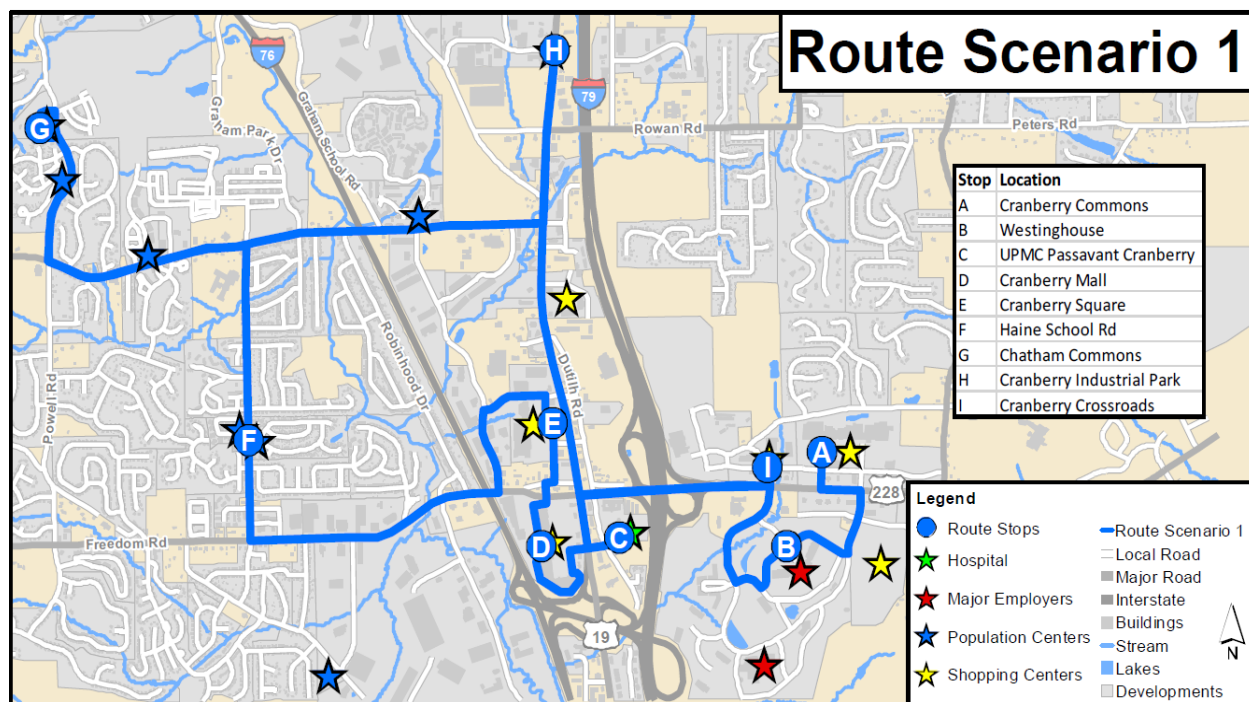 Route Scenario 1
H
76
79
Graham School Rd
Graham Park Dr
Rowan Rd
Peters Rd
G
Stop Location
A Cranberry Commons
B Westinghouse
C UPMC Passavant Cranberry
D Cranberry Mall
E Cranberry Square
F Haine School Rd
G Chatham Commons
H Cranberry Industrial Park
I Cranberry Crossroads
Powell Rd
Robinhood Dr
Dutilh Rd
F
E
A
I
228
Freedom Rd
D
C
B
19
Legend
Route Stops
Hospital
Major Employers
Population Centers
Shopping Centers
Route Scenario 1
Local Road
Major Road
Interstate
Buildings
Stream
Lakes
Developments
N